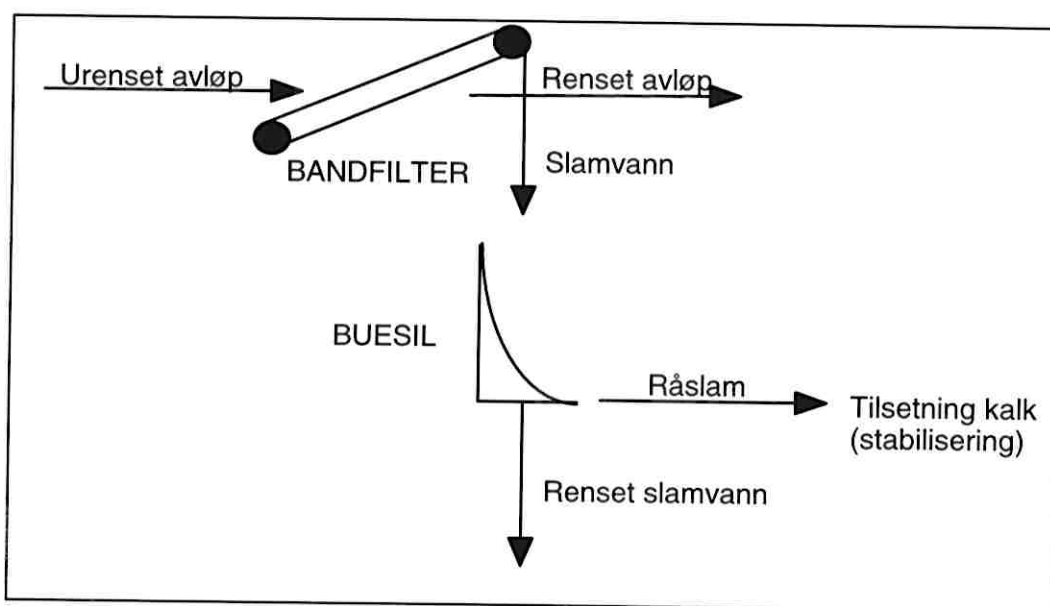 Urenset avløp
Renset avløp
BANDFILTER
Slamvann
BUESIL
Råslam
Tilsetning kalk
(stabilisering)
Renset slamvann